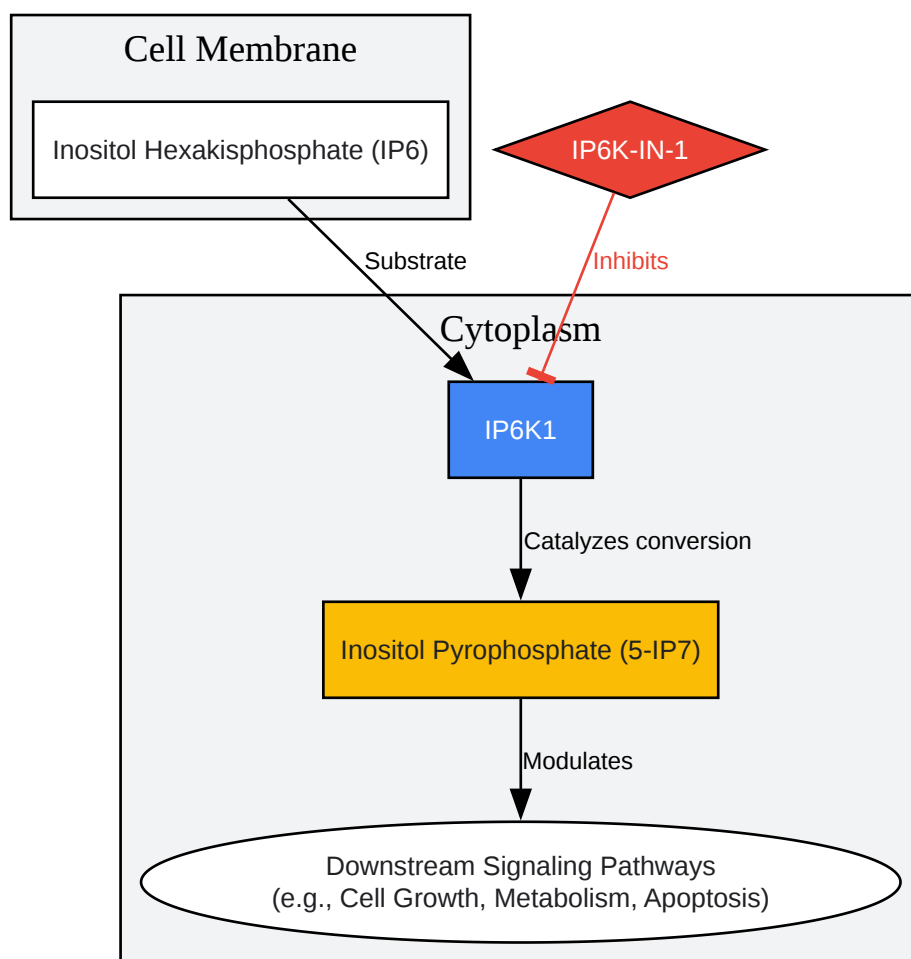 Cell Membrane
Inositol Hexakisphosphate (IP6)
IP6K-IN-1
Substrate
Inhibits
Cytoplasm
IP6K1
Catalyzes conversion
Inositol Pyrophosphate (5-IP7)
Modulates
Downstream Signaling Pathways
(e.g., Cell Growth, Metabolism, Apoptosis)